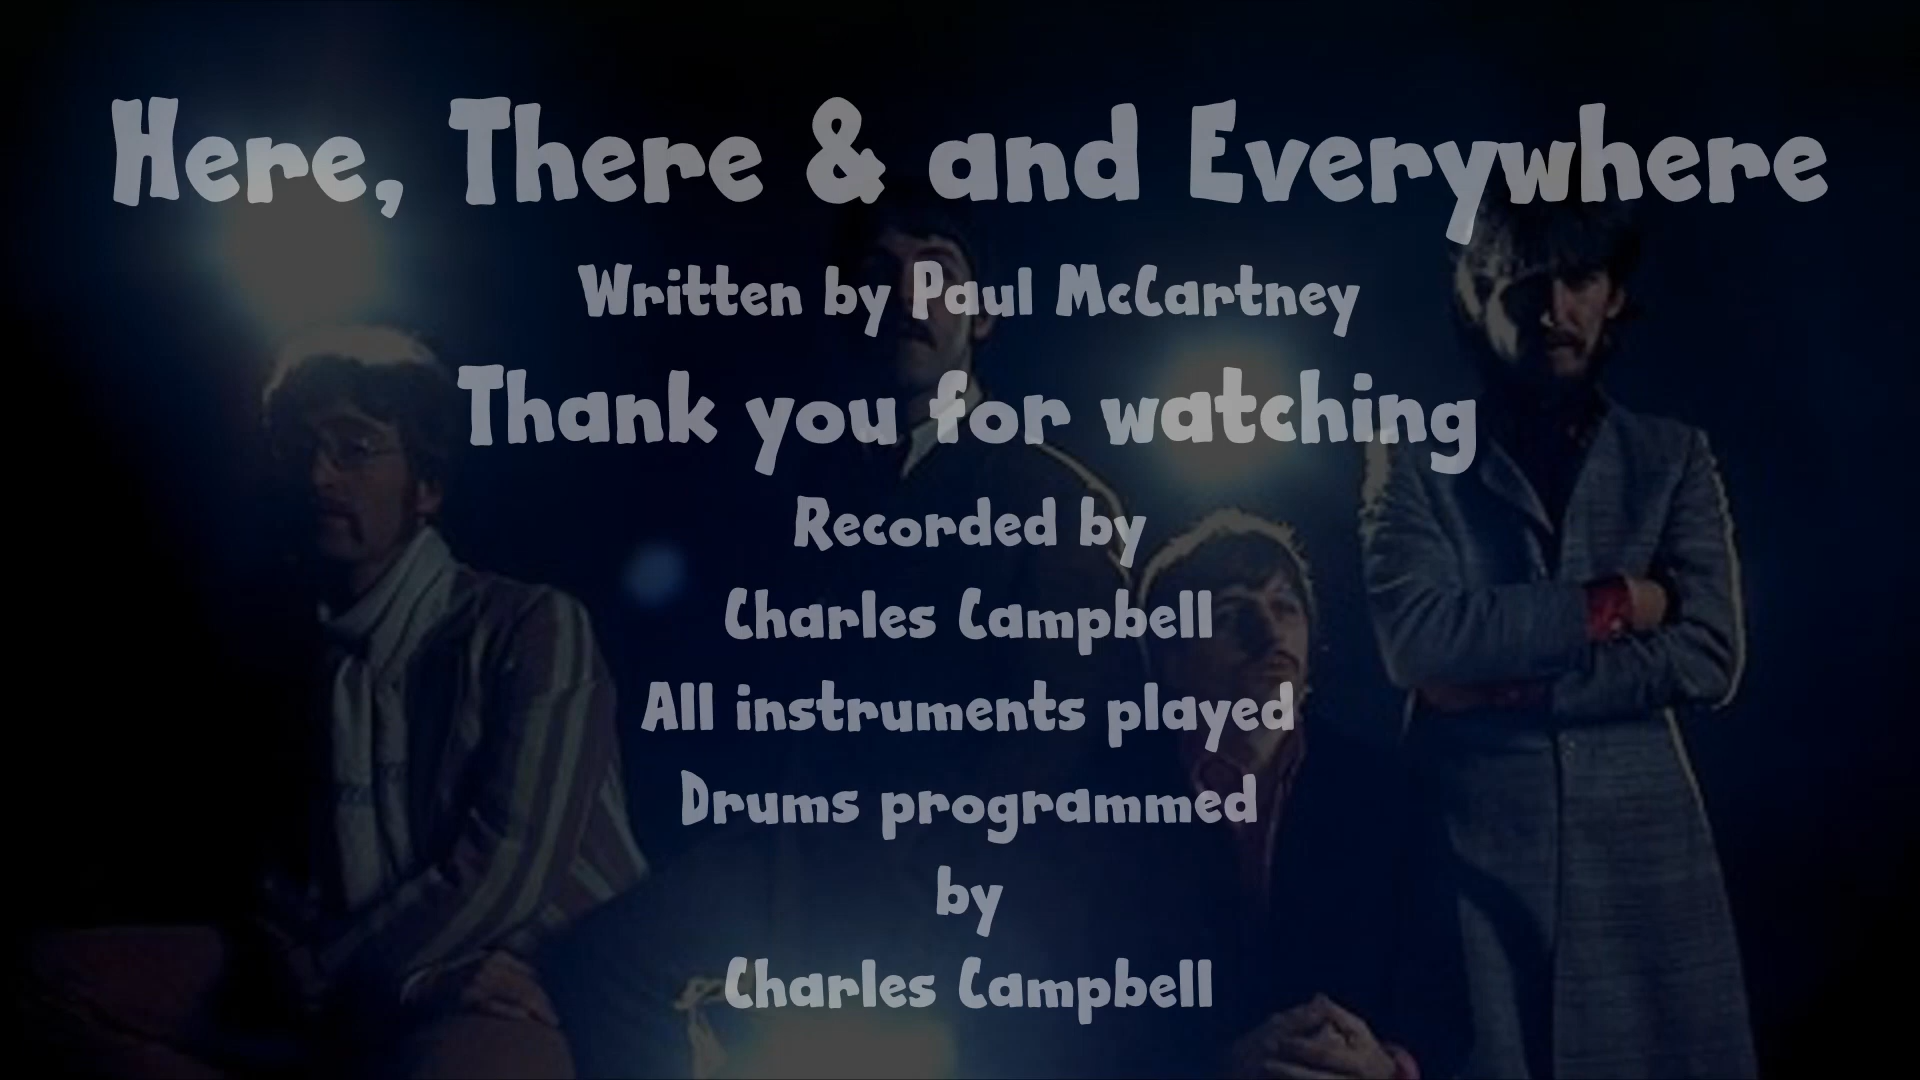 Here, There & and Everywhere
Written by Paul McCartney
Thank you for watching
Recorded by
Charles Campbell
All instruments played
Drums programmed
by
Charles Campbell